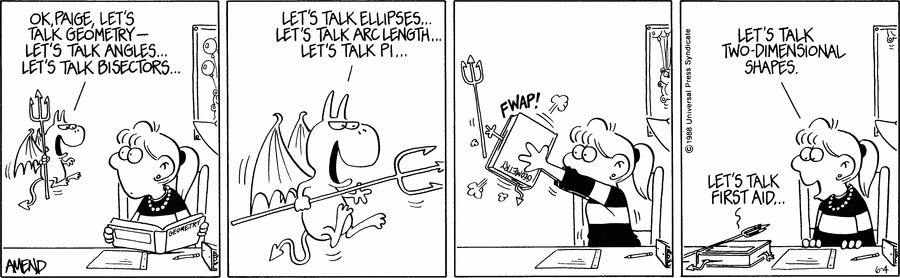 OK, PAIGE, LET'S
TALK GEOMETRY—
LET'S TALK ANGLES...
LET'S TALK BISECTORS...
GEOMETRY
AMEND
LET'S TALK ELLIPSES...
LET'S TALK ARC LENGTH...
LET'S TALK PI...
FWAP!
GEOMETRY
© 1988 Universal Press Syndicate
LET'S TALK
TWO-DIMENSIONAL
SHAPES.
LET'S TALK
FIRST AID...
6-4